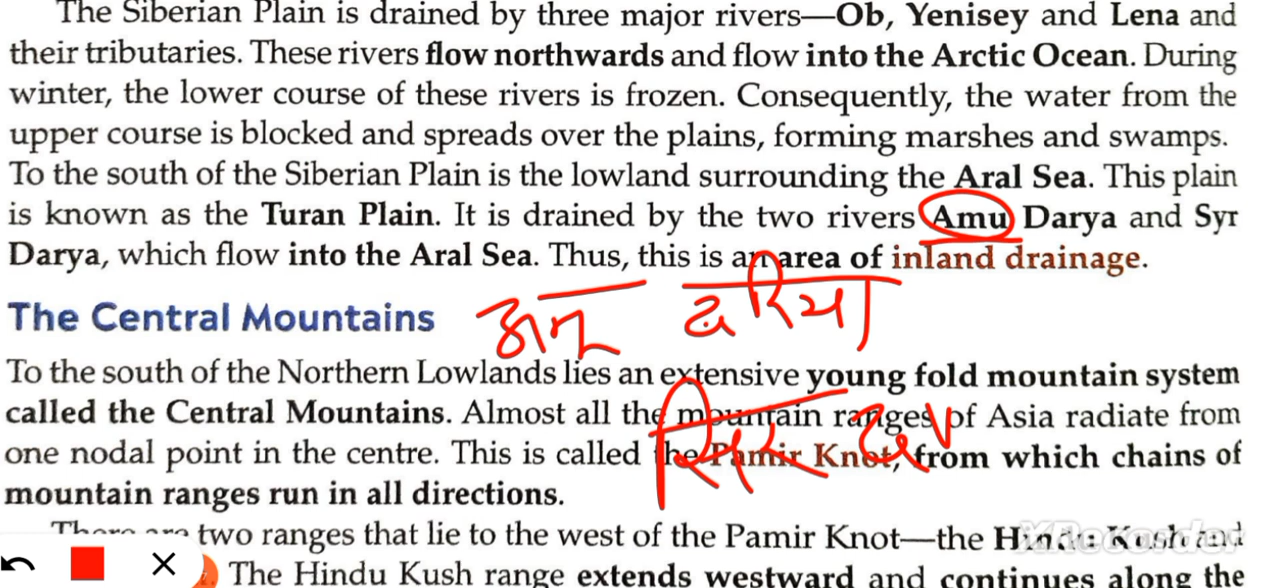 The Siberian Plain is drained by three major rivers—Ob, Yenisey and Lena and
their tributaries. These rivers flow northwards and flow into the Arctic Ocean. During
winter, the lower course of these rivers is frozen. Consequently, the water from the
upper course is blocked and spreads over the plains, forming marshes and swamps.
To the south of the Siberian Plain is the lowland surrounding the Aral Sea. This plain
is known as the Turan Plain. It is drained by the two rivers Amu Darya and Syr
Darya, which flow into the Aral Sea. Thus, this is an area of inland drainage.
The Central Mountains
आमू दरिया
To the south of the Northern Lowlands lies an extensive young fold mountain system
called the Central Mountains. Almost all the mountain ranges of Asia radiate from
सिर
one nodal point in the centre. This is called the Pamir Knot, from which chains of
mountain ranges run in all directions.
There are two ranges that lie to the west of the Pamir Knot—the Hindu Kush and
XRecorder
The Hindu Kush range extends westward and continues along the